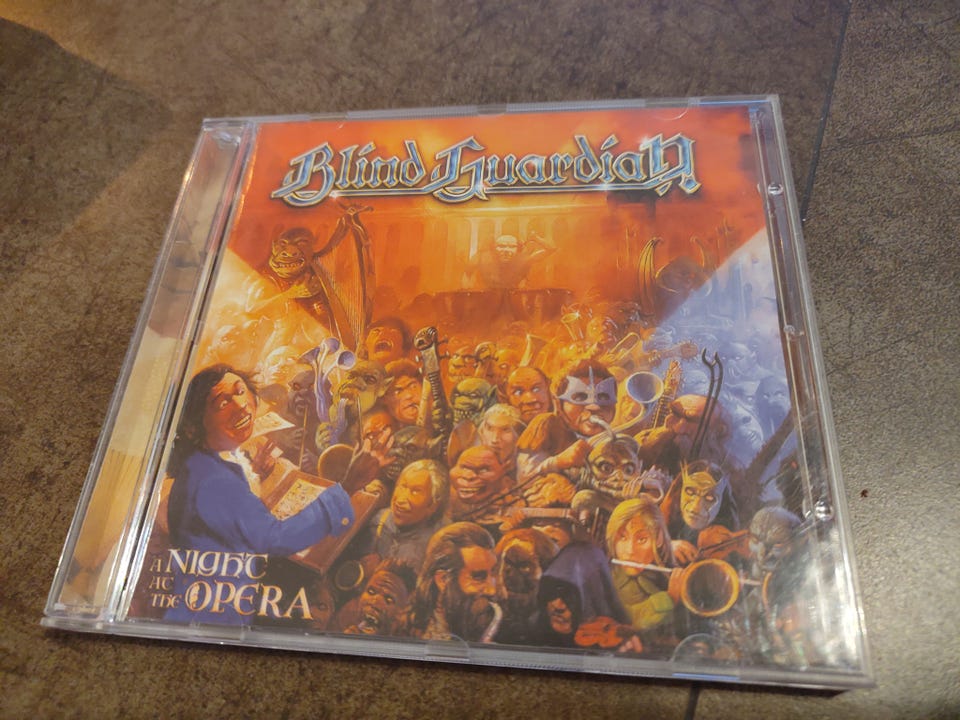 Blind Guardian
A NIGHT
AT
THE OPERA